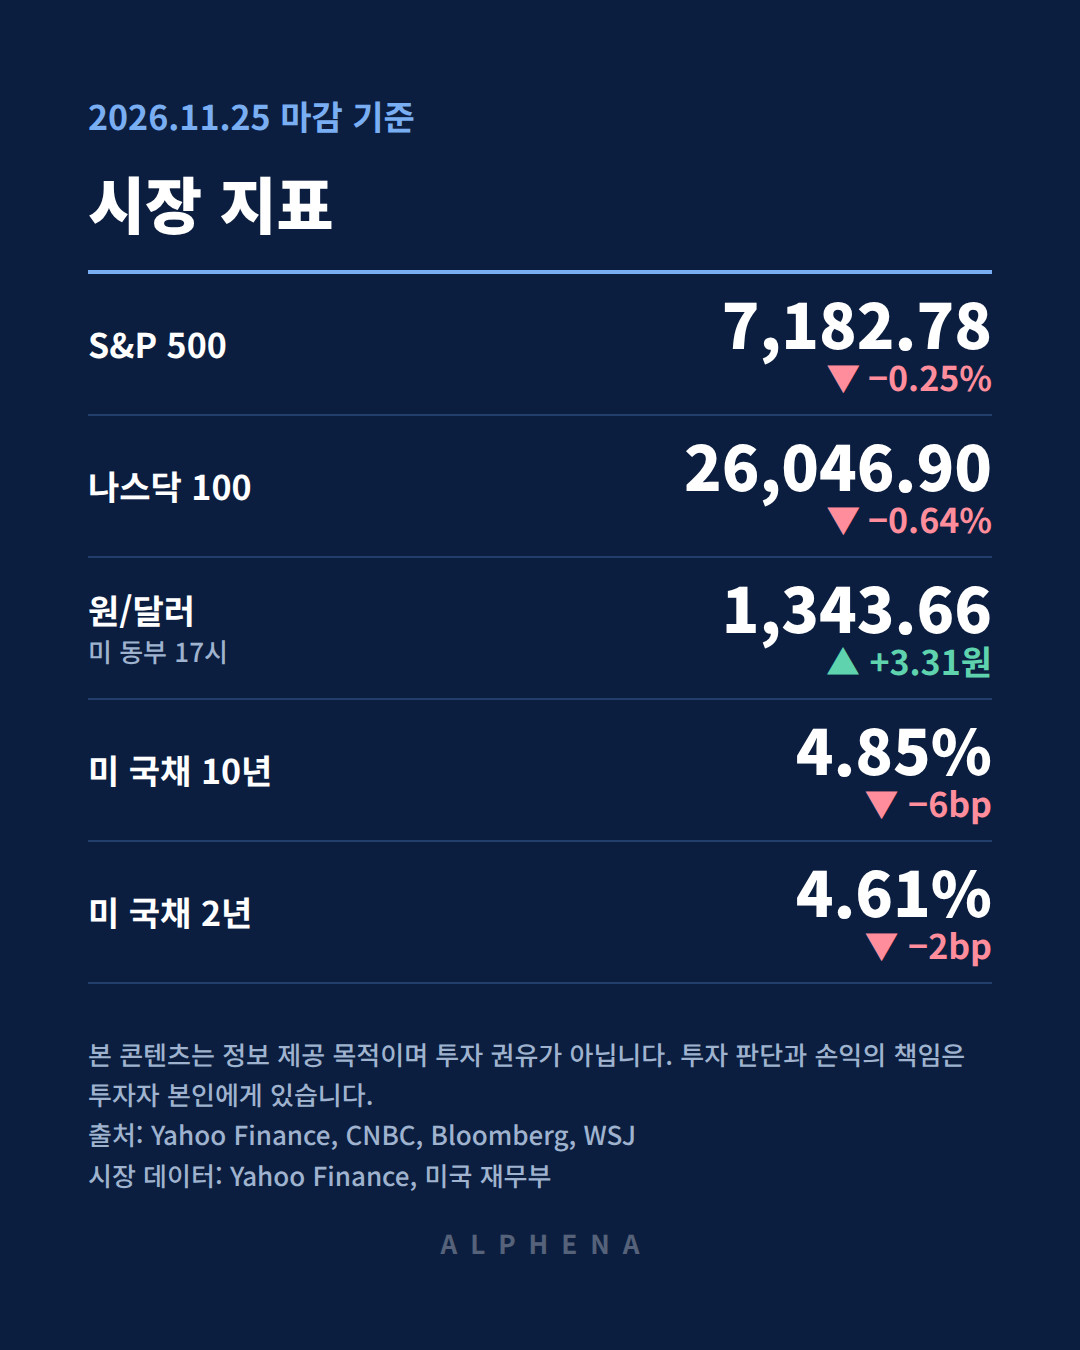 2026.11.25 마감 기준
시장 지표
S&P 500
7,182.78
▼ −0.25%
나스닥 100
26,046.90
▼ −0.64%
원/달러
미 동부 17시
1,343.66
▲ +3.31원
미 국채 10년
4.85%
▼ −6bp
미 국채 2년
4.61%
▼ −2bp
본 콘텐츠는 정보 제공 목적이며 투자 권유가 아닙니다. 투자 판단과 손익의 책임은
투자자 본인에게 있습니다.
출처: Yahoo Finance, CNBC, Bloomberg, WSJ
시장 데이터: Yahoo Finance, 미국 재무부
ALPHENA